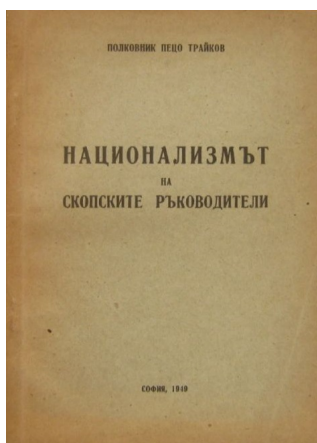 ПОЛКОВНИК ПЕЦО ТРАЙКОВ
НАЦИОНАЛИЗМЪТ
НА
СКОПСКИТЕ РЪКОВОДИТЕЛИ
СОФИЯ, 1949